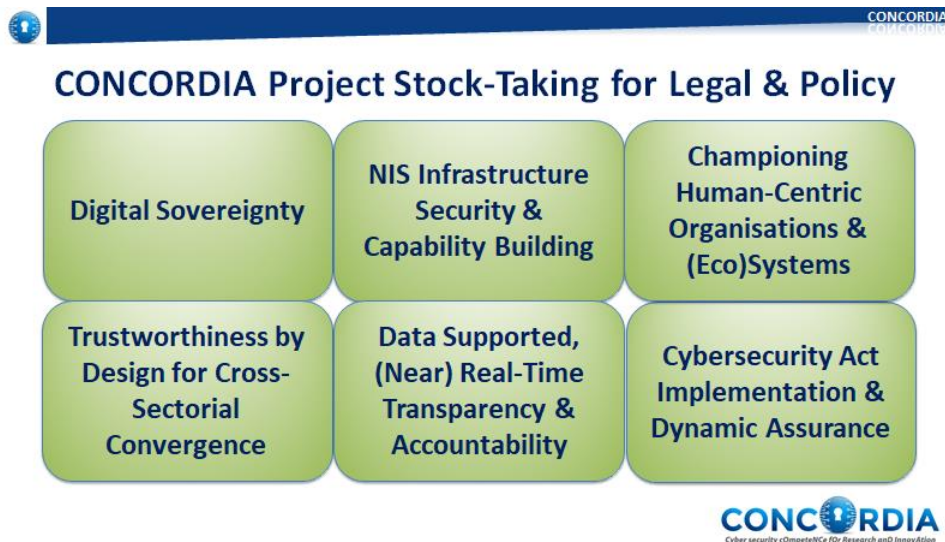 CONCORDIA
CONCORDIA
CONCORDIA Project Stock-Taking for Legal & Policy
Digital Sovereignty
NIS Infrastructure
Security &
Capability Building
Championing
Human-Centric
Organisations &
(Eco)Systems
Trustworthiness by
Design for Cross-
Sectorial
Convergence
Data Supported,
(Near) Real-Time
Transparency &
Accountability
Cybersecurity Act
Implementation &
Dynamic Assurance
CONCORDIA
Cyber security cOmpeteNCe fOr Research anD InnovAtion